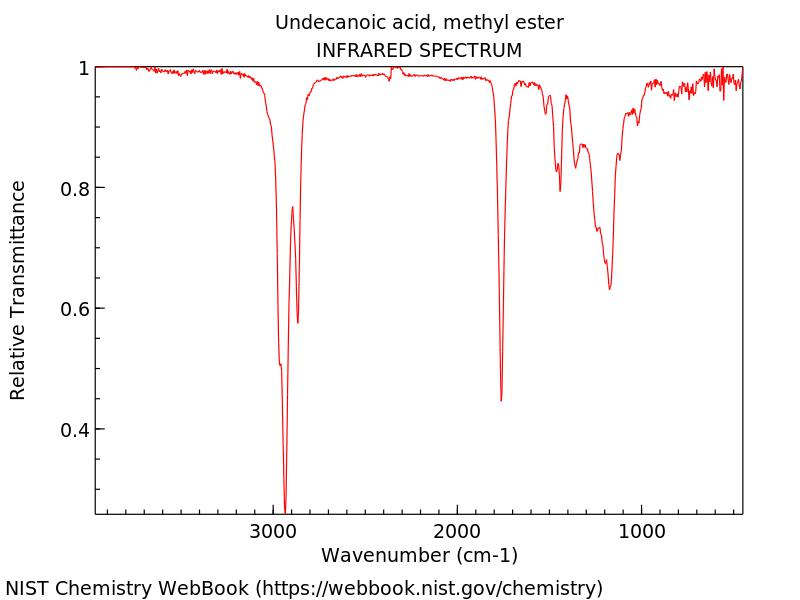 Undecanoic acid, methyl ester
INFRARED SPECTRUM
1
0.8
0.6
0.4
Relative Transmittance
3000 2000 1000
Wavenumber (cm-1)
NIST Chemistry WebBook (https://webbook.nist.gov/chemistry)